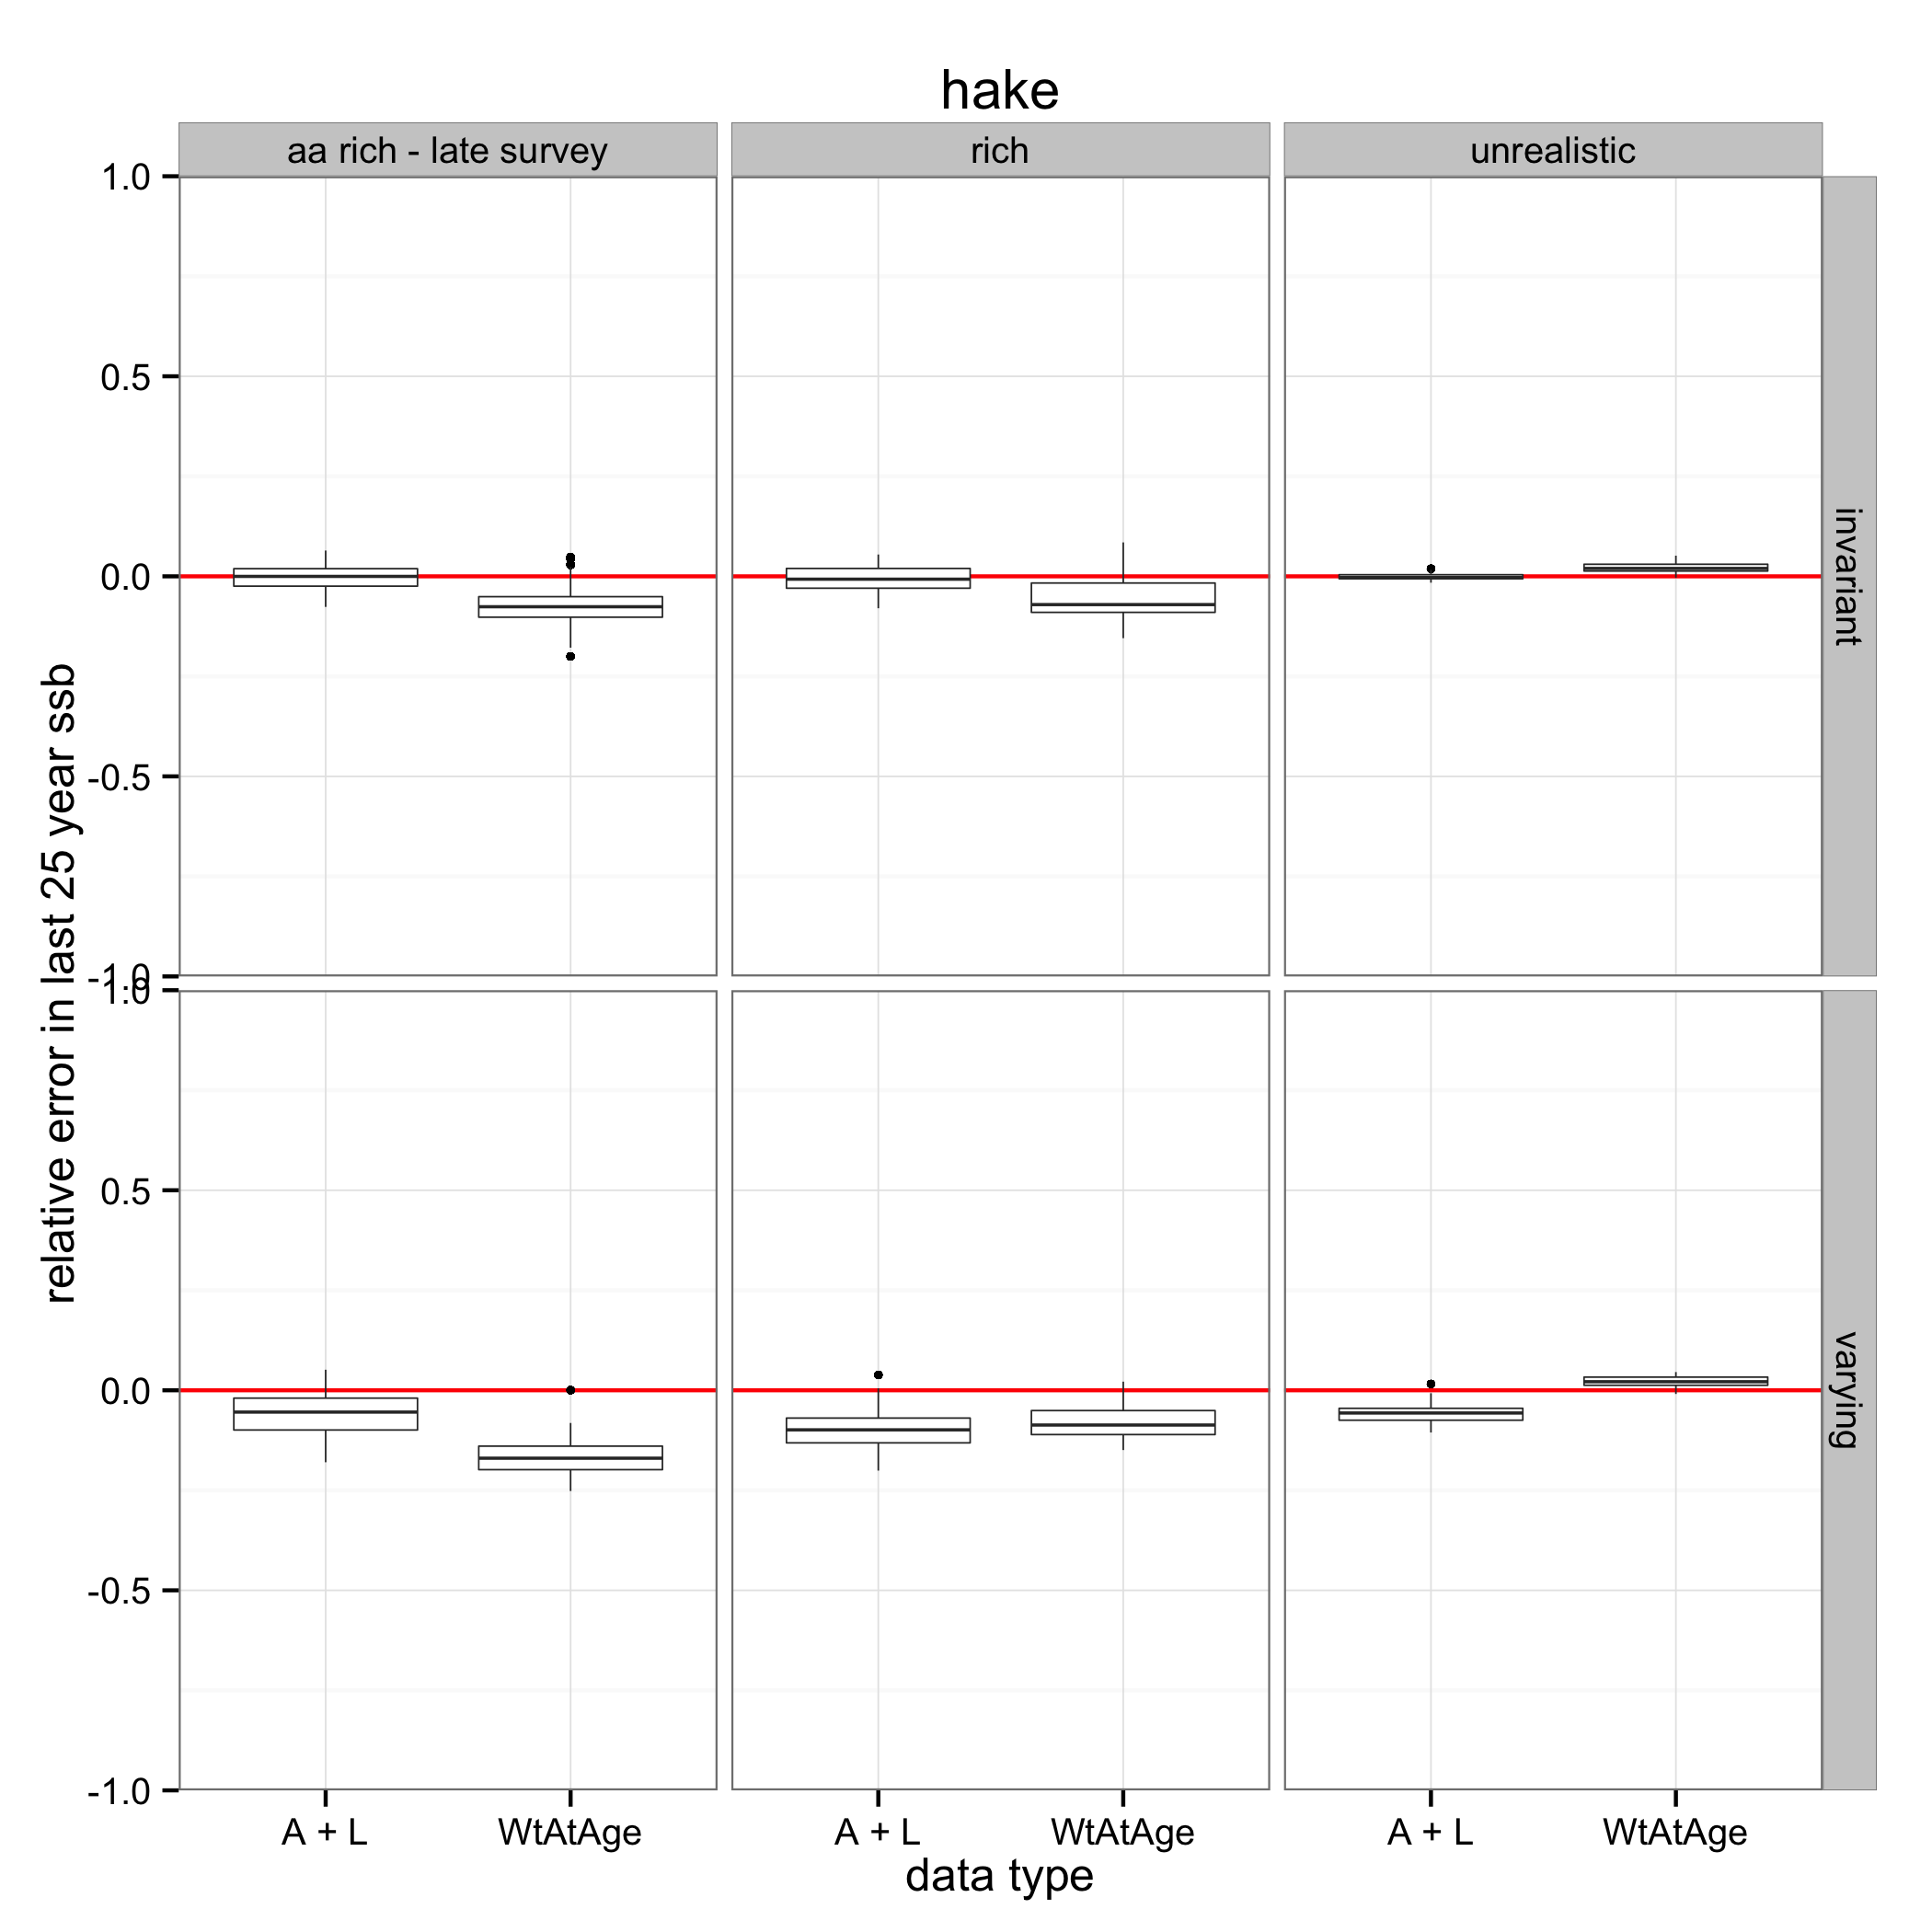 hake
aa rich - late survey
rich
unrealistic
1.0
0.5
0.0
-0.5
-1.0
invariant
relative error in last 25 year ssb
1.0
0.5
0.0
-0.5
-1.0
varying
A + L
WtAtAge
A + L
WtAtAge
A + L
WtAtAge
data type